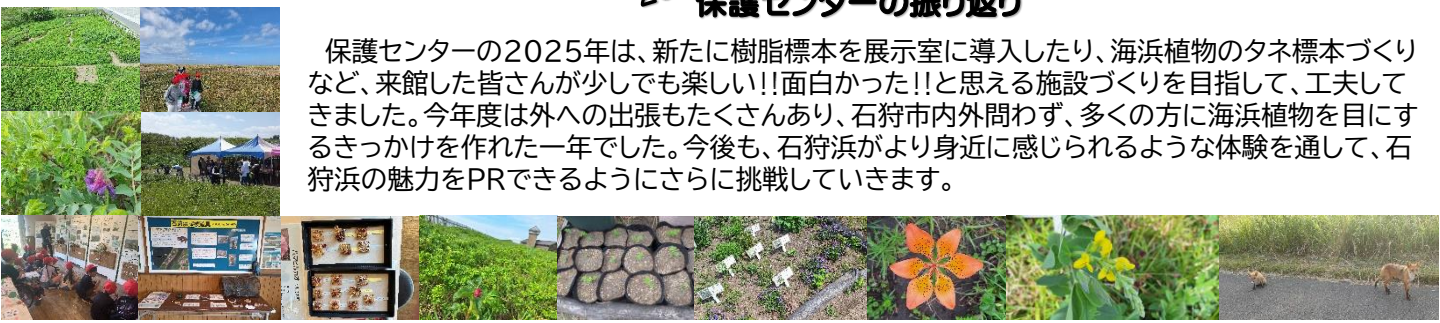 保護センターの振り返り
保護センターの2025年は、新たに樹脂標本を展示室に導入したり、海浜植物のタネ標本づくり
など、来館した皆さんが少しでも楽しい!!面白かった!!と思える施設づくりを目指して、工夫して
きました。今年度は外への出張もたくさんあり、石狩市内外問わず、多くの方に海浜植物を目にす
るきっかけを作れた一年でした。今後も、石狩浜がより身近に感じられるような体験を通して、石
狩浜の魅力をPRできるようにさらに挑戦していきます。